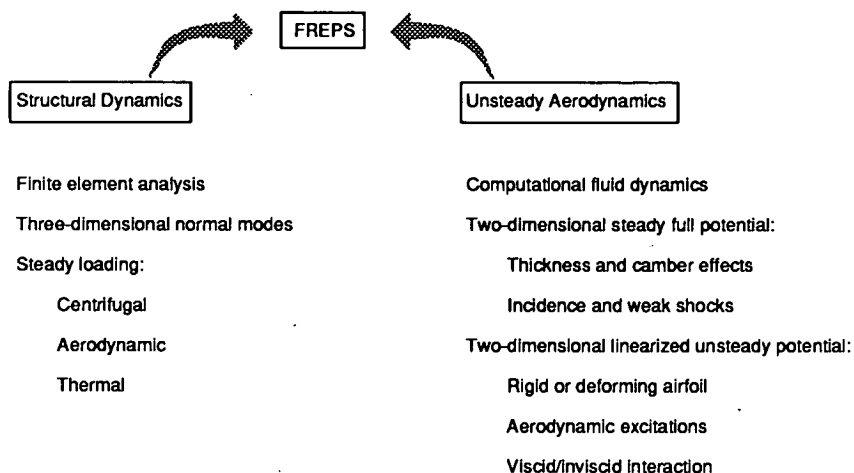 FREPS
Structural Dynamics
Finite element analysis
Three-dimensional normal modes
Steady loading:
Centrifugal
Aerodynamic
Thermal
Unsteady Aerodynamics
Computational fluid dynamics
Two-dimensional steady full potential:
Thickness and camber effects
Incidence and weak shocks
Two-dimensional linearized unsteady potential:
Rigid or deforming airfoil
Aerodynamic excitations
Viscid/inviscid interaction